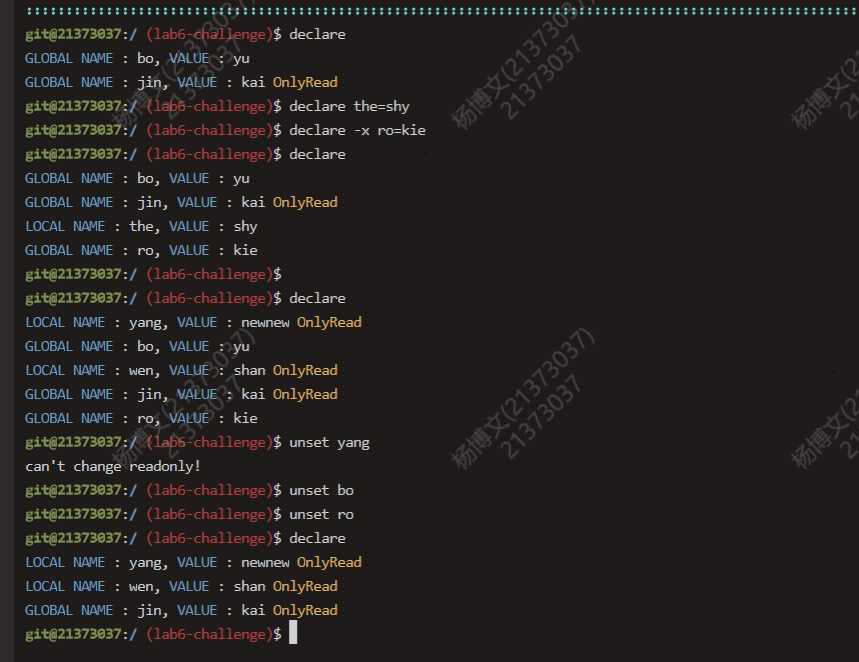 ::::::::::::::::::::::::::::::::::::::::::::::::::::::::::::::::::::::::::::::::::::::::::::::::::::::::
git@21373037:/ (lab6-challenge)$ declare
GLOBAL NAME : bo, VALUE : yu
GLOBAL NAME : jin, VALUE : kai OnlyRead
git@21373037:/ (lab6-challenge)$ declare the=shy
git@21373037:/ (lab6-challenge)$ declare -x ro=kie
git@21373037:/ (lab6-challenge)$ declare
GLOBAL NAME : bo, VALUE : yu
GLOBAL NAME : jin, VALUE : kai OnlyRead
LOCAL NAME : the, VALUE : shy
GLOBAL NAME : ro, VALUE : kie
git@21373037:/ (lab6-challenge)$
git@21373037:/ (lab6-challenge)$ declare
LOCAL NAME : yang, VALUE : newnew OnlyRead
GLOBAL NAME : bo, VALUE : yu
LOCAL NAME : wen, VALUE : shan OnlyRead
GLOBAL NAME : jin, VALUE : kai OnlyRead
GLOBAL NAME : ro, VALUE : kie
git@21373037:/ (lab6-challenge)$ unset yang
can't change readonly!
git@21373037:/ (lab6-challenge)$ unset bo
git@21373037:/ (lab6-challenge)$ unset ro
git@21373037:/ (lab6-challenge)$ declare
LOCAL NAME : yang, VALUE : newnew OnlyRead
LOCAL NAME : wen, VALUE : shan OnlyRead
GLOBAL NAME : jin, VALUE : kai OnlyRead
git@21373037:/ (lab6-challenge)$
杨博文(21373037)
21373037
杨博文(21373037)
21373037
杨博文(21373037)
21373037
杨博文(21373037)
21373037
杨博文(2
杨博文(2